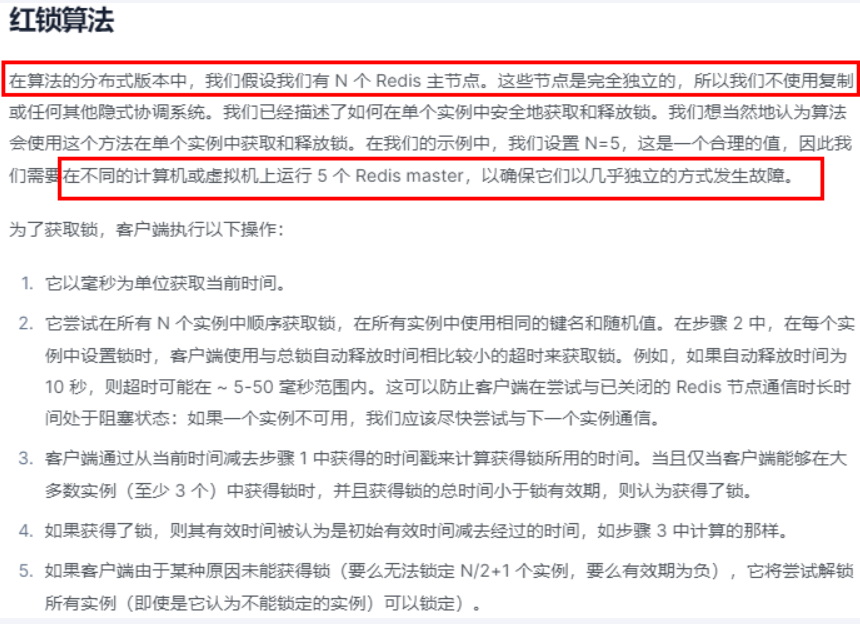 红锁算法
在算法的分布式版本中，我们假设我们有 N 个 Redis 主节点。这些节点是完全独立的，所以我们不使用复制
或任何其他隐式协调系统。我们已经描述了如何在单个实例中安全地获取和释放锁。我们想当然地认为算法
会使用这个方法在单个实例中获取和释放锁。在我们的示例中，我们设置 N=5，这是一个合理的值，因此我
们需要在不同的计算机或虚拟机上运行 5 个 Redis master，以确保它们以几乎独立的方式发生故障。
为了获取锁，客户端执行以下操作：
1. 它以毫秒为单位获取当前时间。
2. 它尝试在所有 N 个实例中顺序获取锁，在所有实例中使用相同的键名和随机值。在步骤 2 中，在每个实
例中设置锁时，客户端使用与总锁自动释放时间相比较小的超时来获取锁。例如，如果自动释放时间为
10 秒，则超时可能在 ~ 5-50 毫秒范围内。这可以防止客户端在尝试与已关闭的 Redis 节点通信时长时
间处于阻塞状态：如果一个实例不可用，我们应该尽快尝试与下一个实例通信。
3. 客户端通过从当前时间减去步骤 1 中获得的时间戳来计算获得锁所用的时间。当且仅当客户端能够在大
多数实例（至少 3 个）中获得锁时，并且获得锁的总时间小于锁有效期，则认为获得了锁。
4. 如果获得了锁，则其有效时间被认为是初始有效时间减去经过的时间，如步骤 3 中计算的那样。
5. 如果客户端由于某种原因未能获得锁（要么无法锁定 N/2+1 个实例，要么有效期为负），它将尝试解锁
所有实例（即使是它认为不能锁定的实例）可以锁定）。